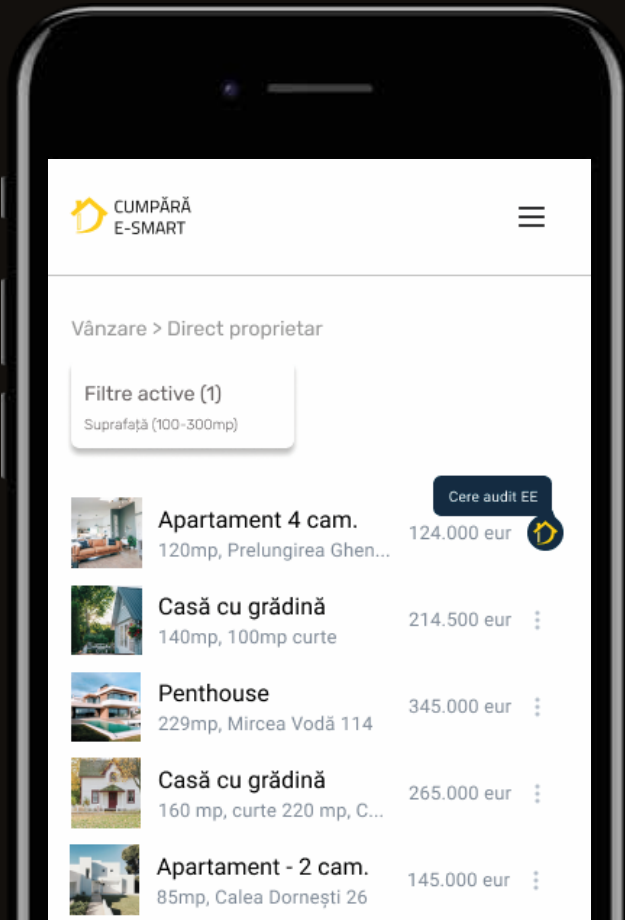 CUMPĂRĂ
E-SMART
Vânzare > Direct proprietar
Filtre active (1)
Suprafață (100-300mp)
Cere audit EE
Apartament 4 cam.
124.000 eur
120mp, Prelungirea Ghen...
Casă cu grădină
214.500 eur
140mp, 100mp curte
Penthouse
345.000 eur
229mp, Mircea Vodă 114
Casă cu grădină
265.000 eur
160 mp, curte 220 mp, C...
Apartament - 2 cam.
145.000 eur
85mp, Calea Dornești 26